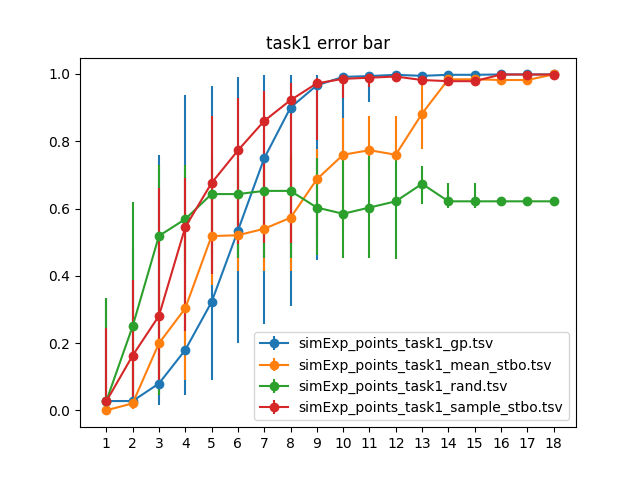 task1 error bar
1.0
0.8
0.6
0.4
0.2
0.0
simExp_points_task1_gp.tsv
simExp_points_task1_mean_stbo.tsv
simExp_points_task1_rand.tsv
simExp_points_task1_sample_stbo.tsv
1 2 3 4 5 6 7 8 9 10 11 12 13 14 15 16 17 18